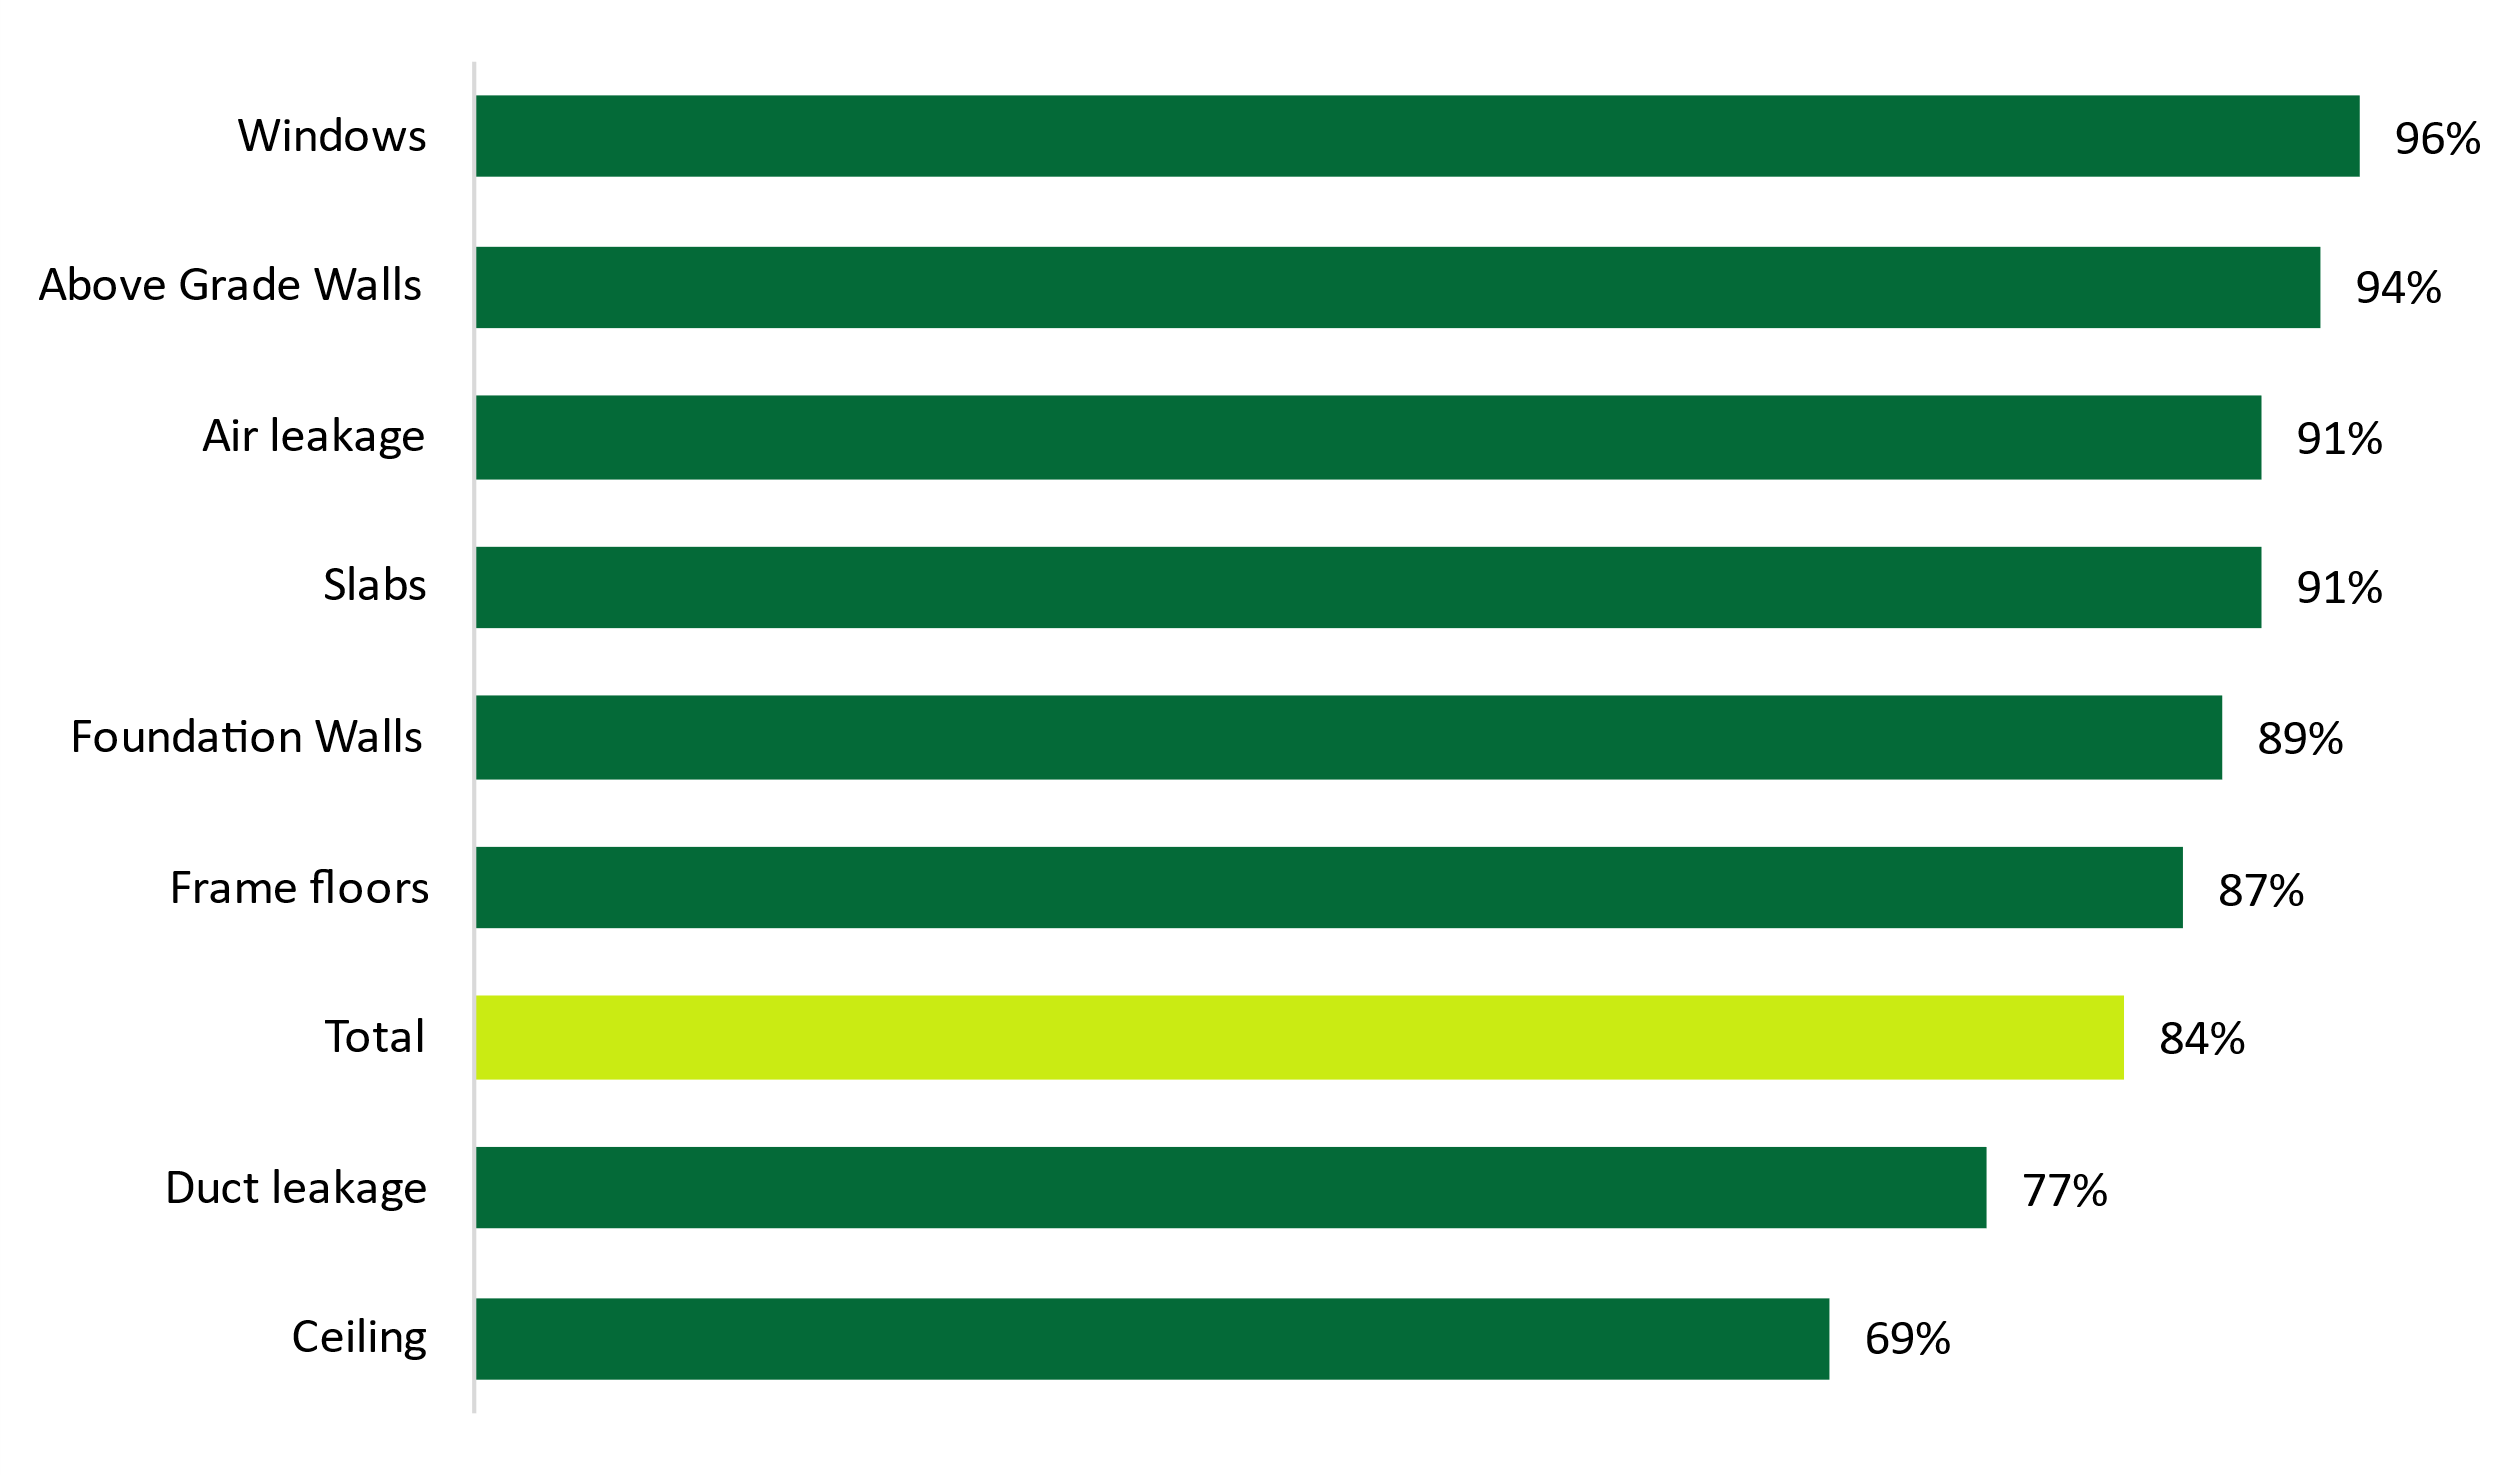 Windows 96%
Above Grade Walls 94%
Air leakage 91%
Slabs 91%
Foundation Walls 89%
Frame floors 87%
Total 84%
Duct leakage 77%
Ceiling 69%